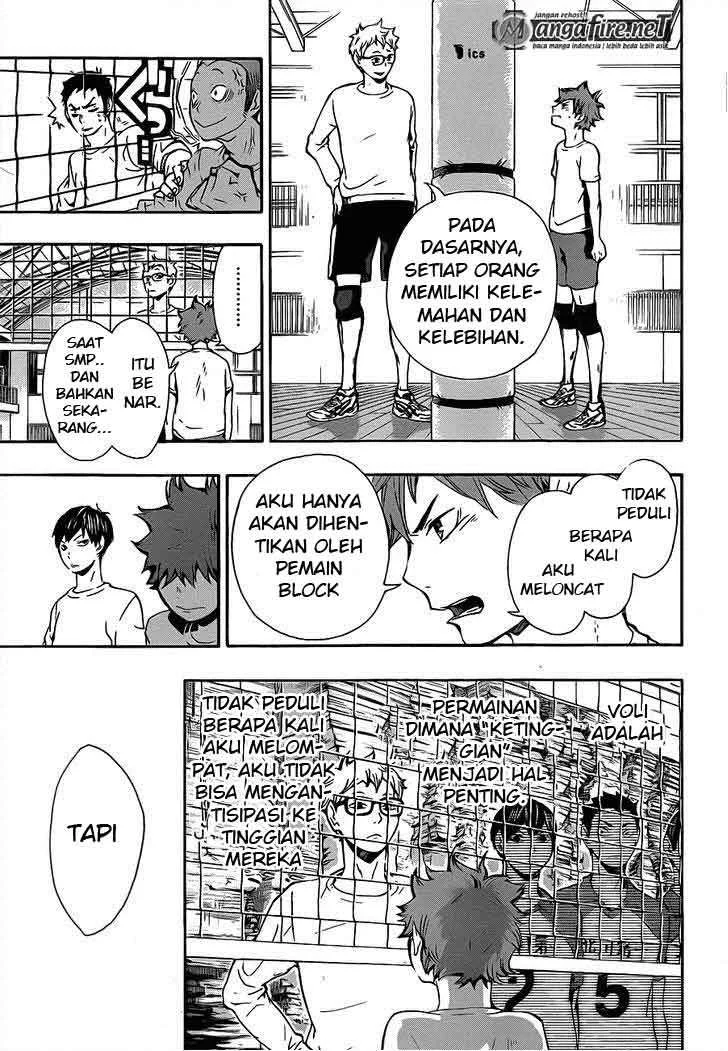 jangan rehost!!
Mangafire.neT
baca manga indonesia | lebih beda lebih asik
ics
PADA
DASARNYA,
SETIAP ORANG
MEMILIKI KELE-
MAHAN DAN
KELEBIHAN.
.........
ITU
BE
NAR.
SAAT
SMP..
DAN
BAHKAN
SEKA-
RANG...
TIDAK
PEDULI
BERAPA
KALI
AKU
MELONCAT
AKU HANYA
AKAN DIHEN-
TIKAN OLEH
PEMAIN
BLOCK
VOLI
ADALAH
PERMAINAN
DIMANA "KETING-
GIAN"
MENJADI HAL
PENTING.
TIDAK PEDULI
BERAPA KALI
AKU MELOM-
PAT, AKU TIDAK
BISA MENGAN-
TISIPASI KE
TINGGIAN
MEREKA
2 5
TAPI